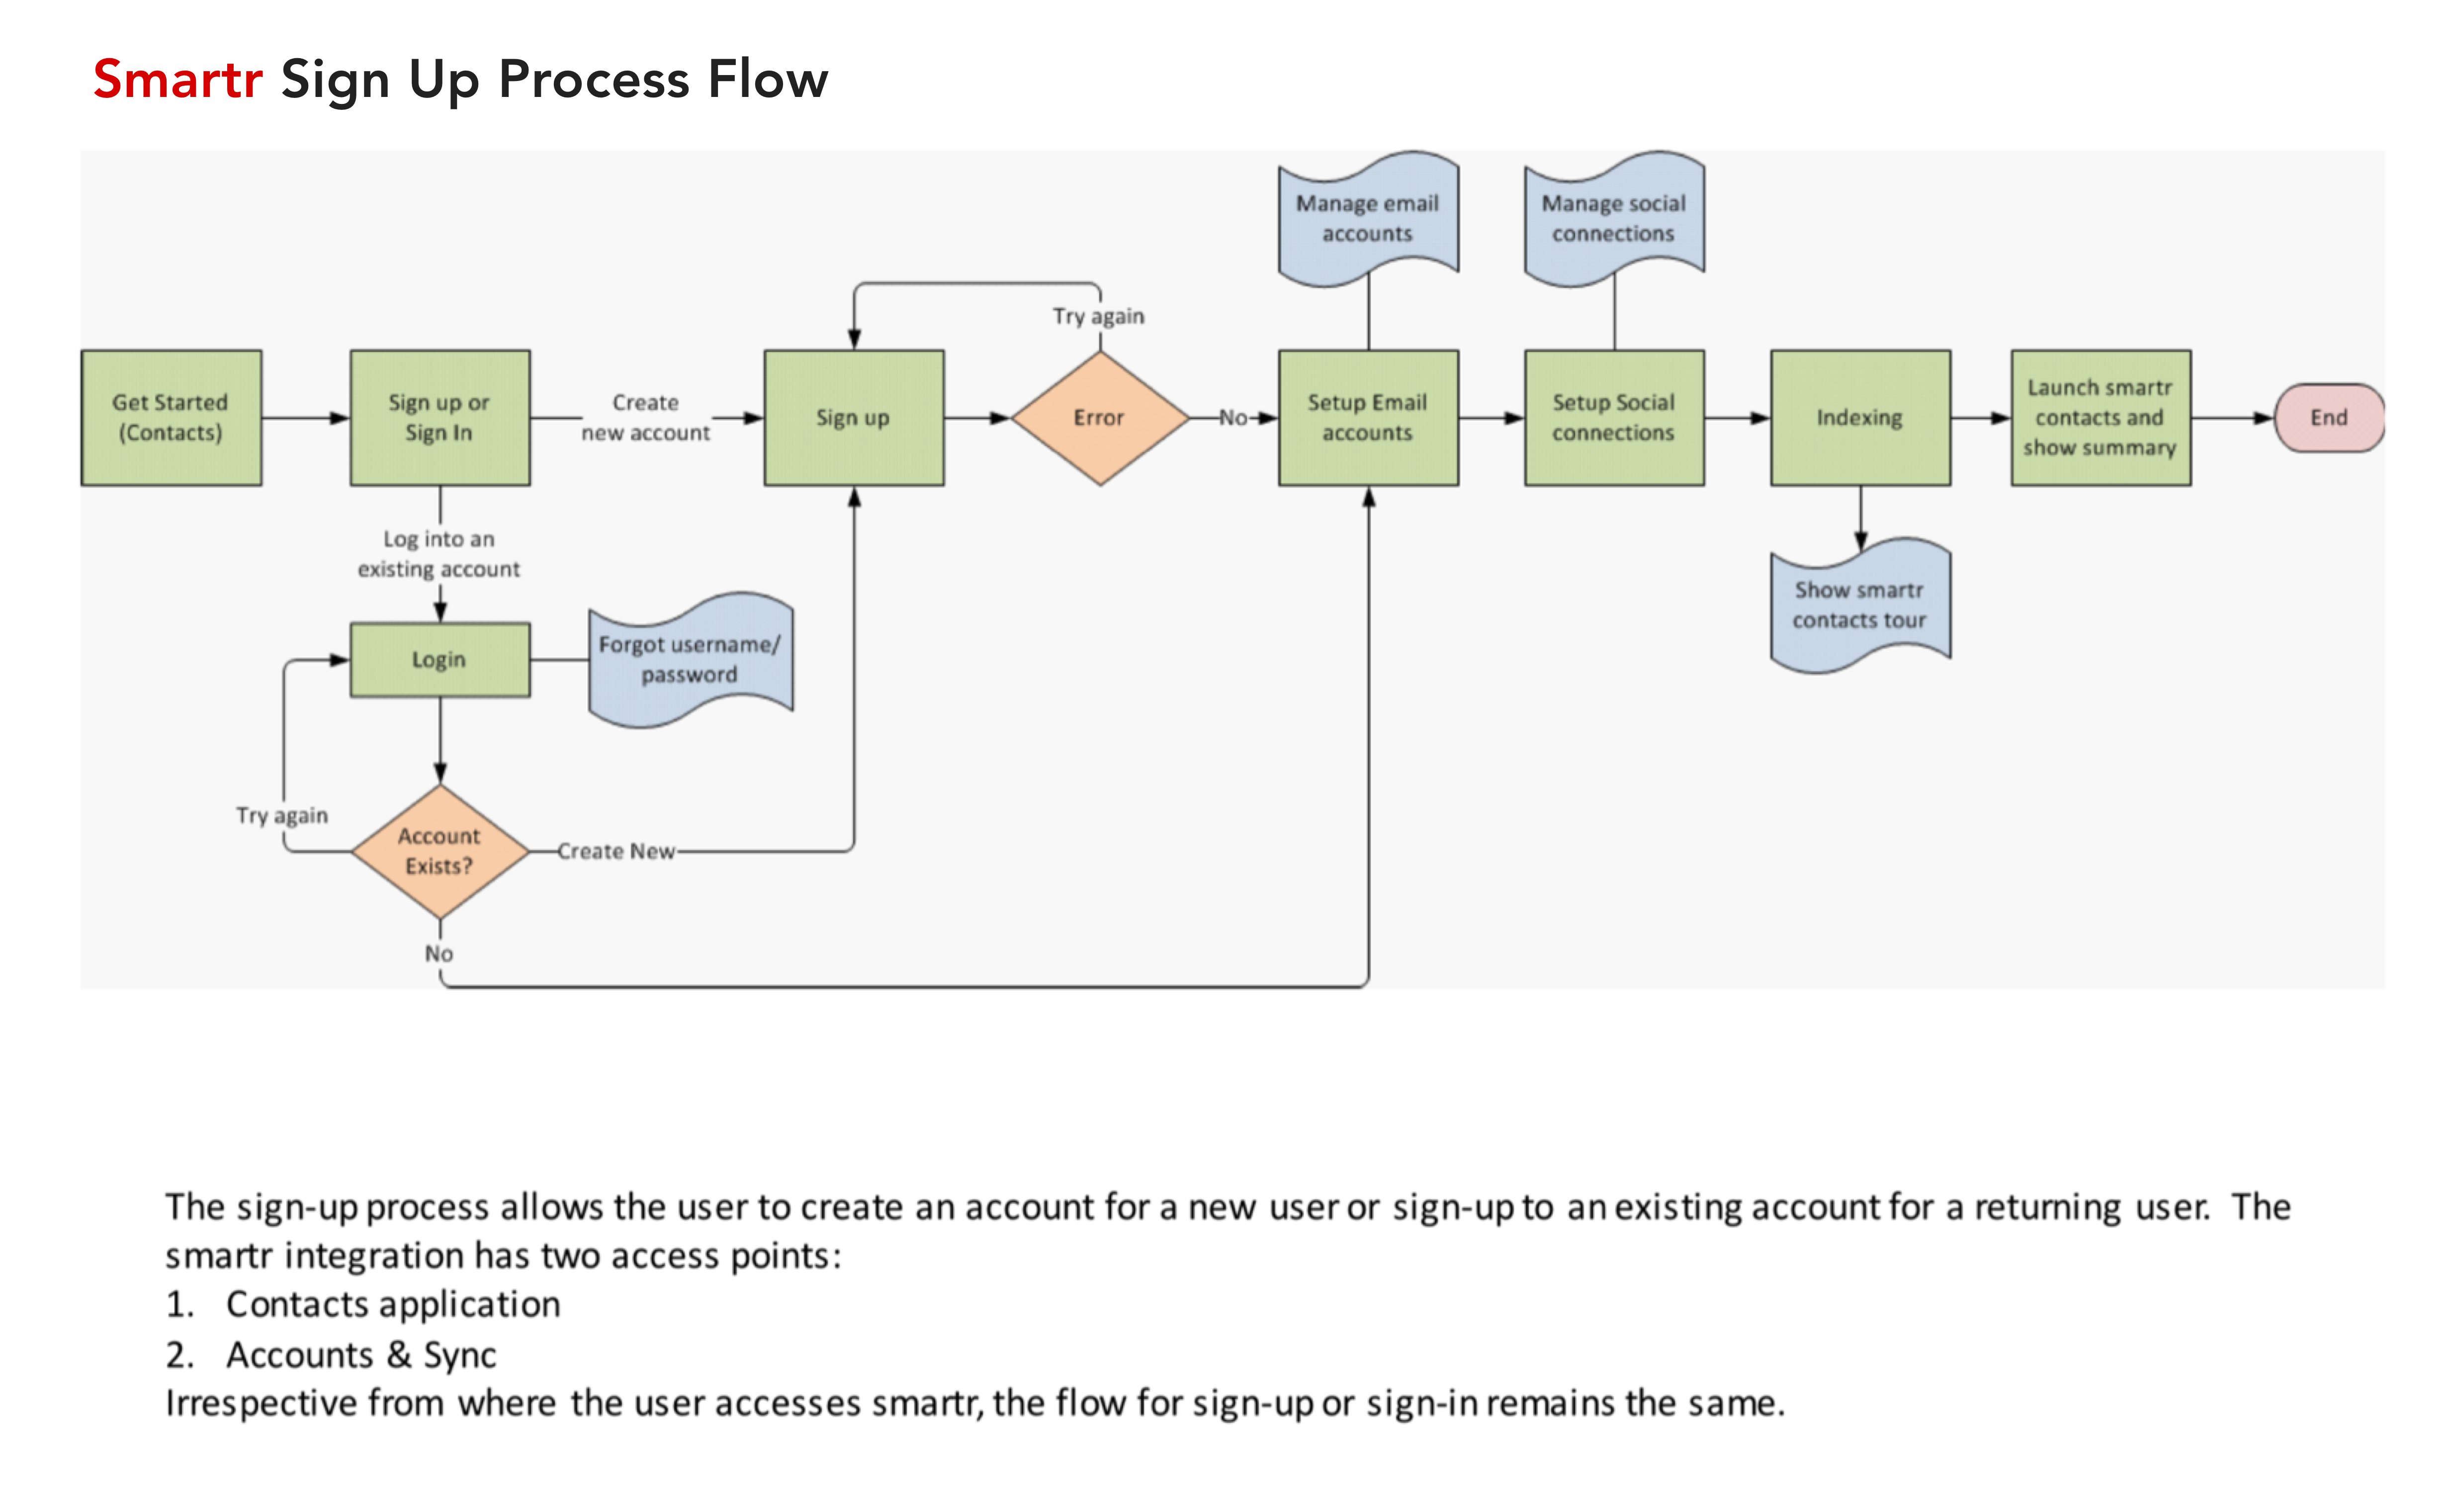 Smartr Sign Up Process Flow
Manage email
accounts
Manage social
connections
Try again
Get Started
(Contacts)
Sign up or
Sign In
Create
new account
Sign up
Error
No
Setup Email
accounts
Setup Social
connections
Indexing
Launch smartr
contacts and
show summary
End
Log into an
existing account
Show smartr
contacts tour
Login
Forgot username/
password
Try again
Account
Exists?
Create New
No
The sign-up process allows the user to create an account for a new user or sign-up to an existing account for a returning user. The
smartr integration has two access points:
1. Contacts application
2. Accounts & Sync
Irrespective from where the user accesses smartr, the flow for sign-up or sign-in remains the same.